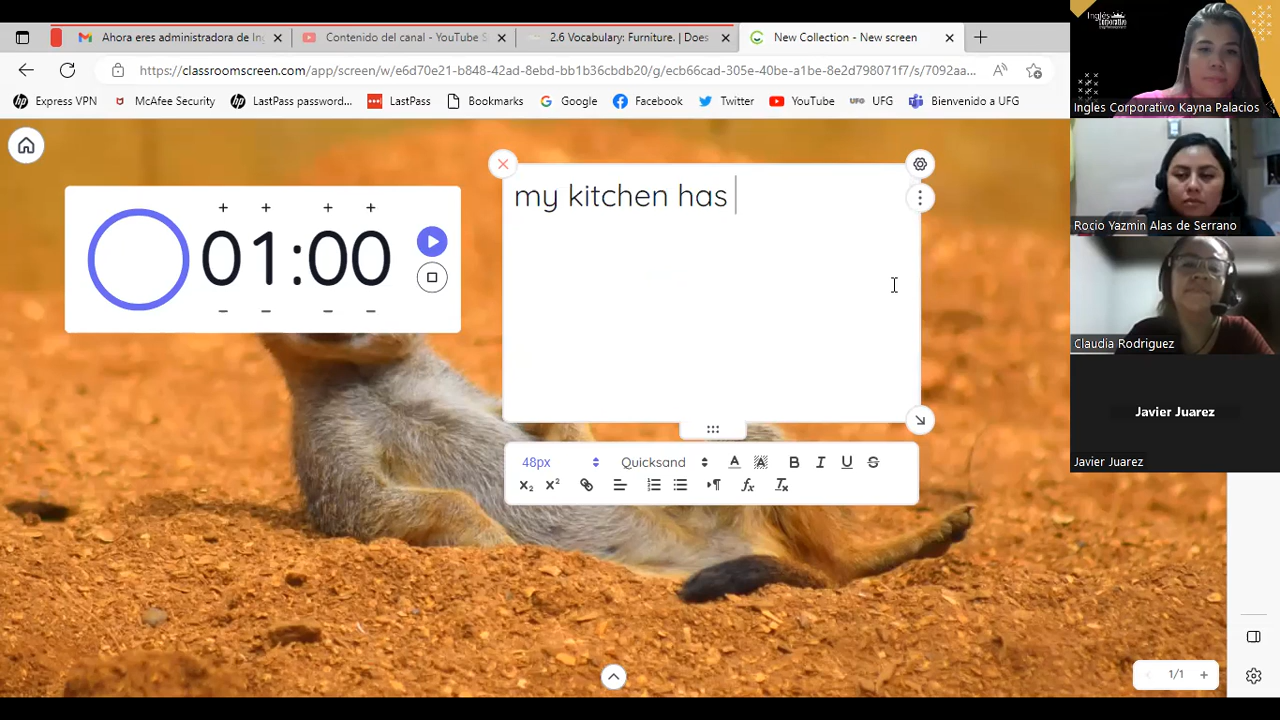 Ahora eres administradora de In
Contenido del canal - YouTube S
2.6 Vocabulary: Furniture. | Does
New Collection - New screen
https://classroomscreen.com/app/screen/w/e6d70e21-b848-42ad-8ebd-bb1b36cbdb20/g/ecb66cad-305e-40be-a1be-8e2d798071f7/s/7092aa...
Express VPN
McAfee Security
LastPass password...
LastPass
Bookmarks
Google
Facebook
Twitter
YouTube
UFG
Bienvenido a UFG
01:00
my kitchen has
48px
Quicksand
1/1
Inglés Corporativo
Ingles Corporativo Kayna Palacios
Rocio Yazmin Alas de Serrano
Claudia Rodriguez
Javier Juarez
Javier Juarez